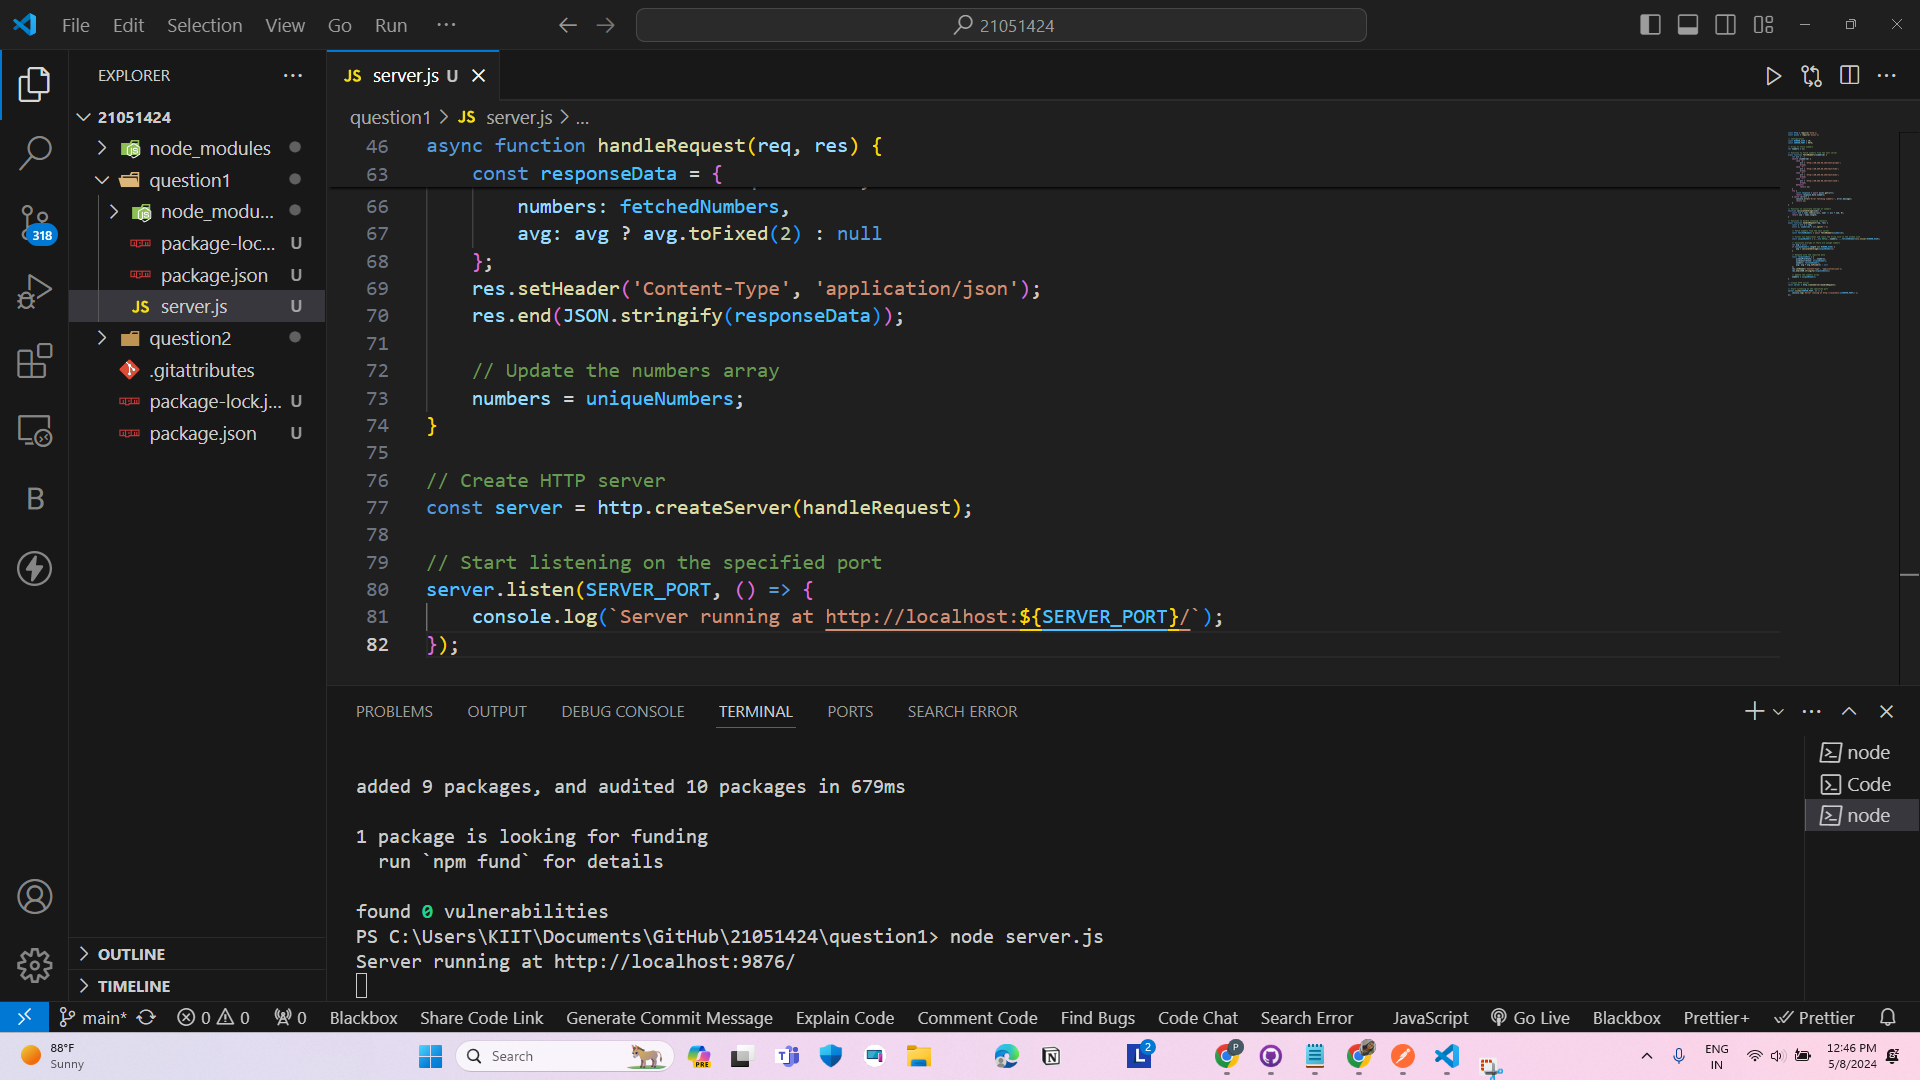 File Edit Selection View Go Run ···
21051424
EXPLORER ···
21051424
node_modules
question1
node_modu...
package-loc... U
package.json U
JS server.js U
question2
.gitattributes
package-lock.j... U
package.json U
318
B
OUTLINE
TIMELINE
JS server.js U
question1 > JS server.js > ...
46 async function handleRequest(req, res) {
63 const responseData = {
66 numbers: fetchedNumbers,
67 avg: avg ? avg.toFixed(2) : null
68 };
69 res.setHeader('Content-Type', 'application/json');
70 res.end(JSON.stringify(responseData));
71
72 // Update the numbers array
73 numbers = uniqueNumbers;
74 }
75
76 // Create HTTP server
77 const server = http.createServer(handleRequest);
78
79 // Start listening on the specified port
80 server.listen(SERVER_PORT, () => {
81 console.log(`Server running at http://localhost:${SERVER_PORT}/`);
82 });
PROBLEMS OUTPUT DEBUG CONSOLE TERMINAL PORTS SEARCH ERROR
added 9 packages, and audited 10 packages in 679ms
1 package is looking for funding
run `npm fund` for details
found 0 vulnerabilities
PS C:\Users\KIIT\Documents\GitHub\21051424\question1> node server.js
Server running at http://localhost:9876/
node
Code
node
main* 0 0 0 Blackbox Share Code Link Generate Commit Message Explain Code Comment Code Find Bugs Code Chat Search Error JavaScript Go Live Blackbox Prettier+ Prettier
88°F
Sunny
Search
PRE
2
L
P
ENG
IN
12:46 PM
5/8/2024